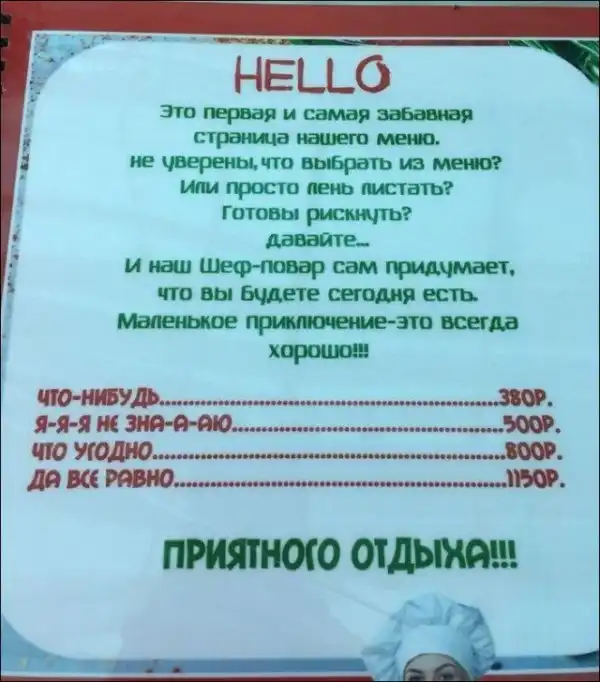 HELLO
Это первая и самая забавная
страница нашего меню.
не уверены, что выбрать из меню?
Или просто лень листать?
Готовы рискнуть?
давайте...
И наш Шеф-повар сам придумает,
что вы будете сегодня есть.
Маленькое приключение-это всегда
хорошо!!!
ЧТО-НИБУДЬ..........................................................380Р.
Я-Я-Я НЕ ЗНА-А-АЮ..............................................500Р.
ЧТО УГОДНО............................................................800Р.
ДА ВСЕ РАВНО........................................................1150Р.
ПРИЯТНОГО ОТДЫХА!!!